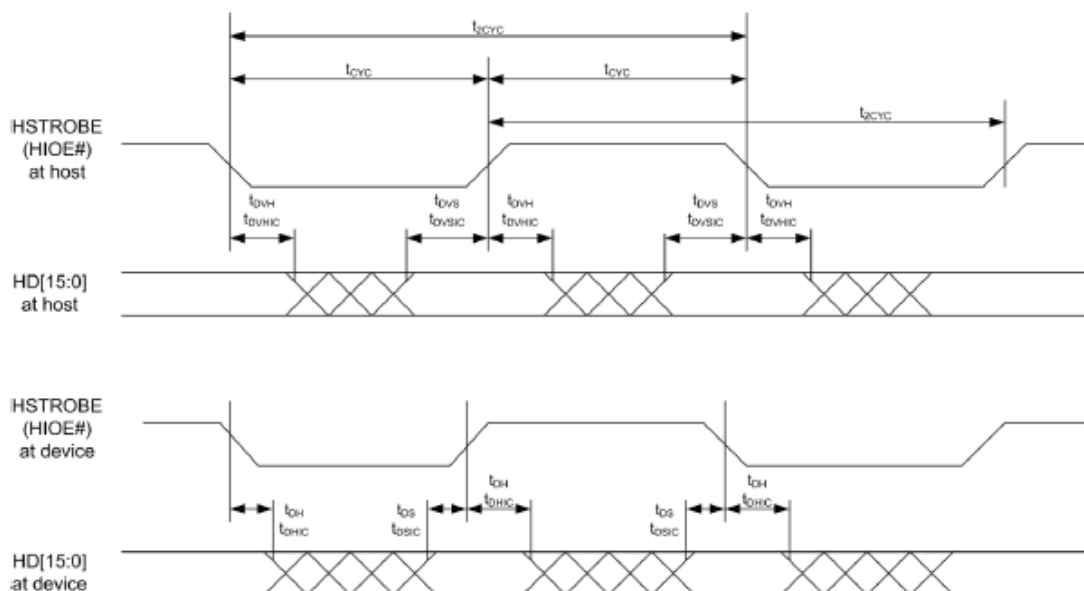 t2CYC
tCYC tCYC
t2CYC
HSTROBE
(HIOE#)
at host
tDVH tDVS tDVH tDVS tDVH
tDVHIC tDVSIC tDVHIC tDVSIC tDVHIC
HD[15:0]
at host
HSTROBE
(HIOE#)
at device
tDH tDS tDH tDS tDH
tDHIC tDSIC tDHIC tDSIC tDHIC
HD[15:0]
at device